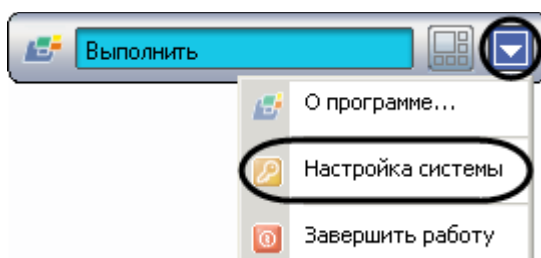 Выполнить
О программе...
Настройка системы
Завершить работу